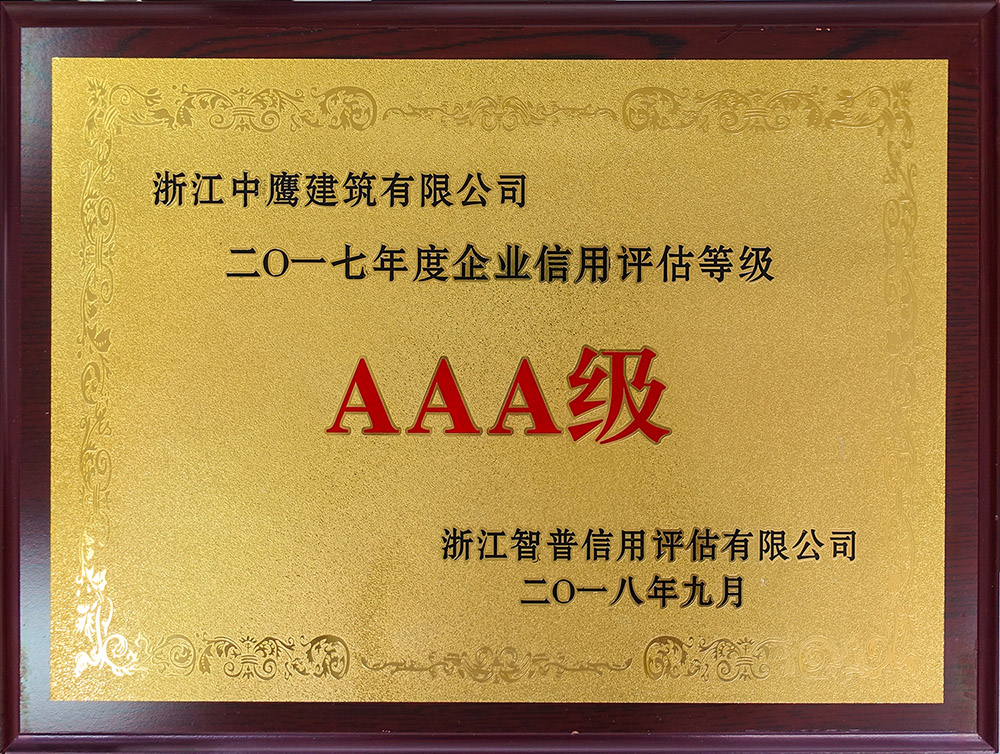 浙江中鹰建筑有限公司
二〇一七年度企业信用评估等级
AAA级
浙江智普信用评估有限公司
二〇一八年九月